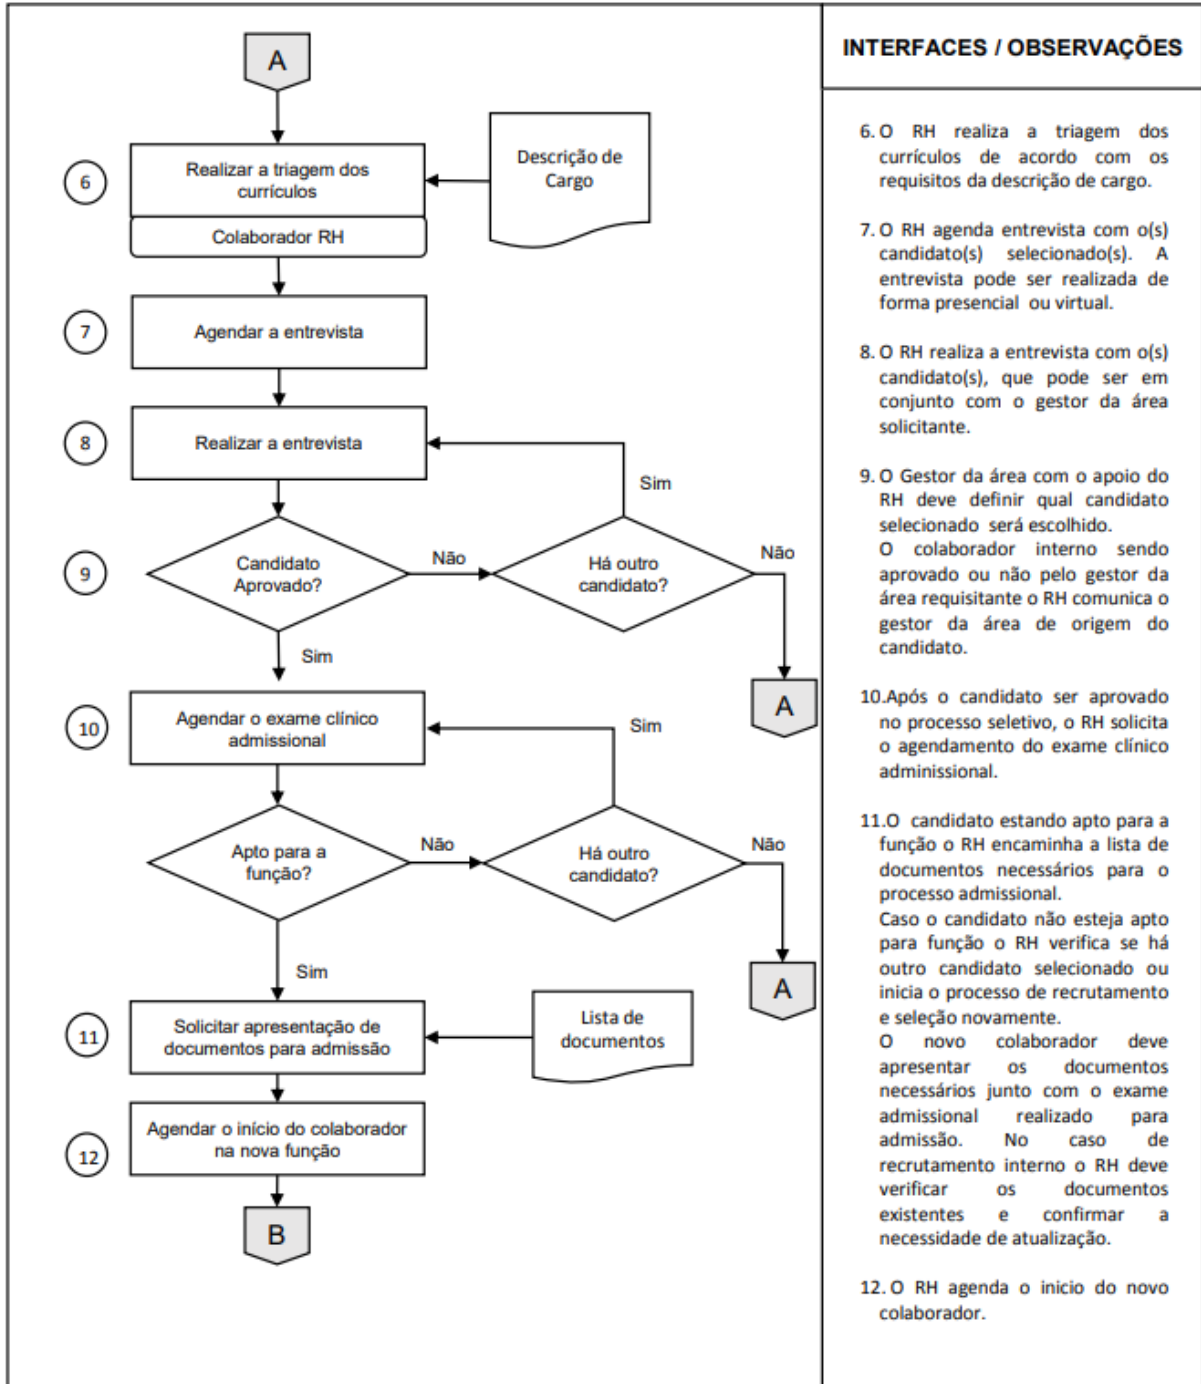 A
6
Realizar a triagem dos
currículos
Colaborador RH
Descrição de
Cargo
7
Agendar a entrevista
8
Realizar a entrevista
Sim
9
Candidato
Aprovado?
Não
Há outro
candidato?
Não
Sim
A
10
Agendar o exame clínico
admissional
Sim
Apto para a
função?
Não
Há outro
candidato?
Não
Sim
A
11
Solicitar apresentação de
documentos para admissão
Lista de
documentos
12
Agendar o início do colaborador
na nova função
B
INTERFACES / OBSERVAÇÕES
6. O RH realiza a triagem dos
currículos de acordo com os
requisitos da descrição de cargo.
7. O RH agenda entrevista com o(s)
candidato(s) selecionado(s). A
entrevista pode ser realizada de
forma presencial ou virtual.
8. O RH realiza a entrevista com o(s)
candidato(s), que pode ser em
conjunto com o gestor da área
solicitante.
9. O Gestor da área com o apoio do
RH deve definir qual candidato
selecionado será escolhido.
O colaborador interno sendo
aprovado ou não pelo gestor da
área requisitante o RH comunica o
gestor da área de origem do
candidato.
10.Após o candidato ser aprovado
no processo seletivo, o RH solicita
o agendamento do exame clínico
adminissional.
11.O candidato estando apto para a
função o RH encaminha a lista de
documentos necessários para o
processo admissional.
Caso o candidato não esteja apto
para função o RH verifica se há
outro candidato selecionado ou
inicia o processo de recrutamento
e seleção novamente.
O novo colaborador deve
apresentar os documentos
necessários junto com o exame
admissional realizado para
admissão. No caso de
recrutamento interno o RH deve
verificar os documentos
existentes e confirmar a
necessidade de atualização.
12. O RH agenda o inicio do novo
colaborador.